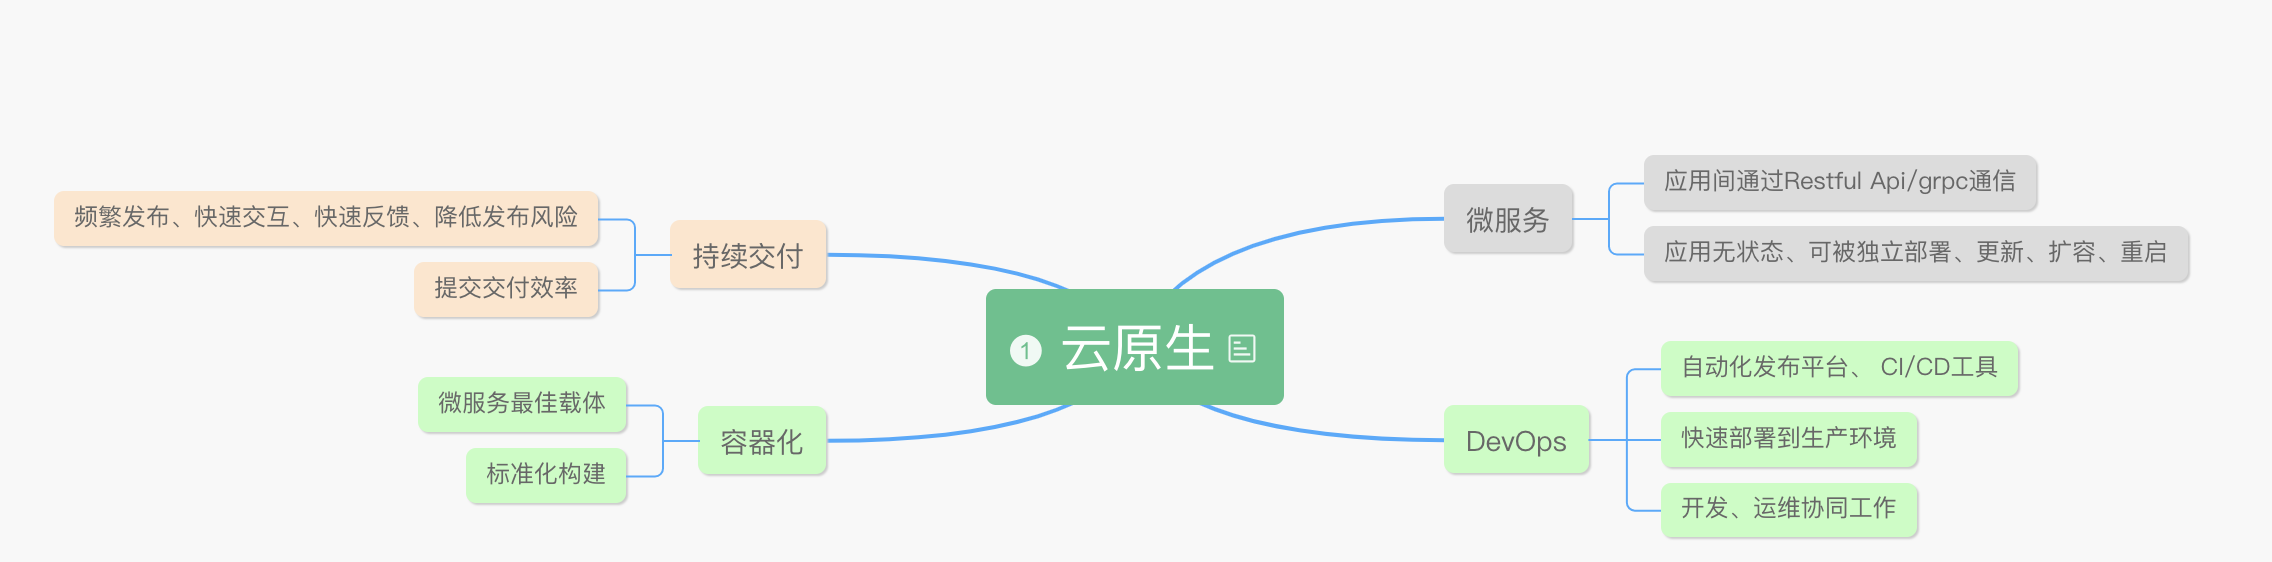 云原生
1
微服务
应用间通过Restful Api/grpc通信
应用无状态、可被独立部署、更新、扩容、重启
DevOps
自动化发布平台、 CI/CD工具
快速部署到生产环境
开发、运维协同工作
持续交付
频繁发布、快速交互、快速反馈、降低发布风险
提交交付效率
容器化
微服务最佳载体
标准化构建